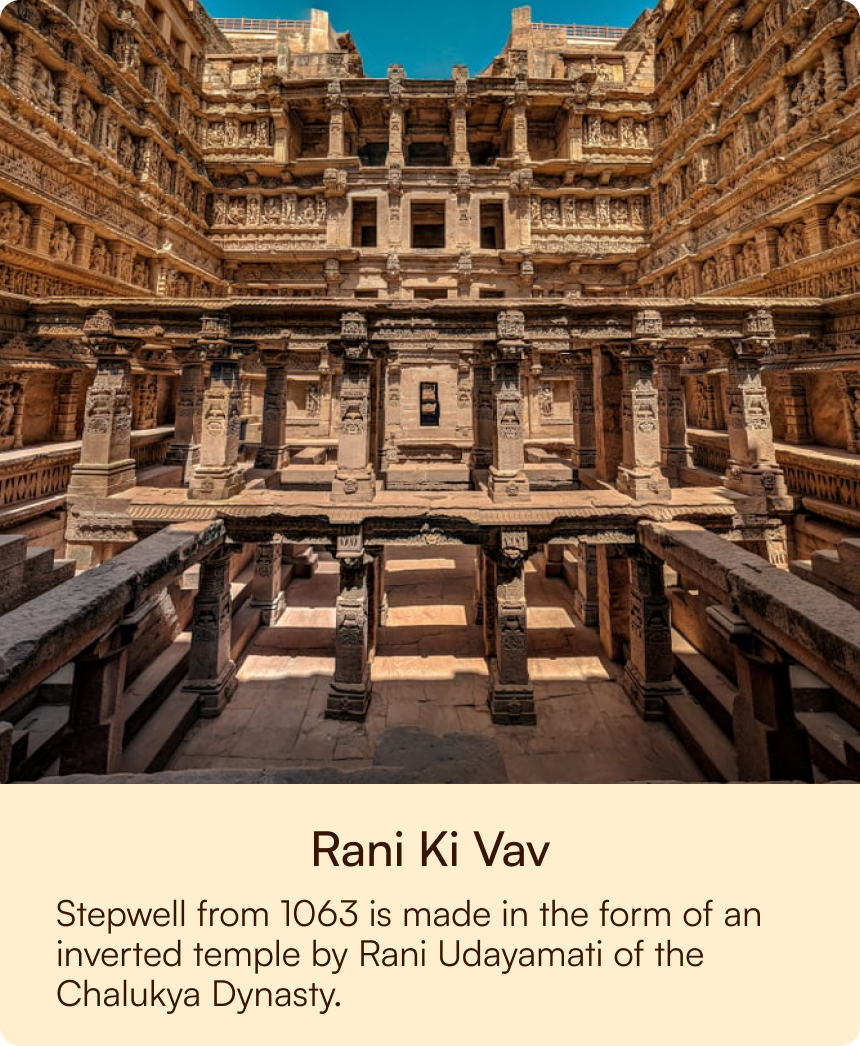 Rani Ki Vav
Stepwell from 1063 is made in the form of an
inverted temple by Rani Udayamati of the
Chalukya Dynasty.